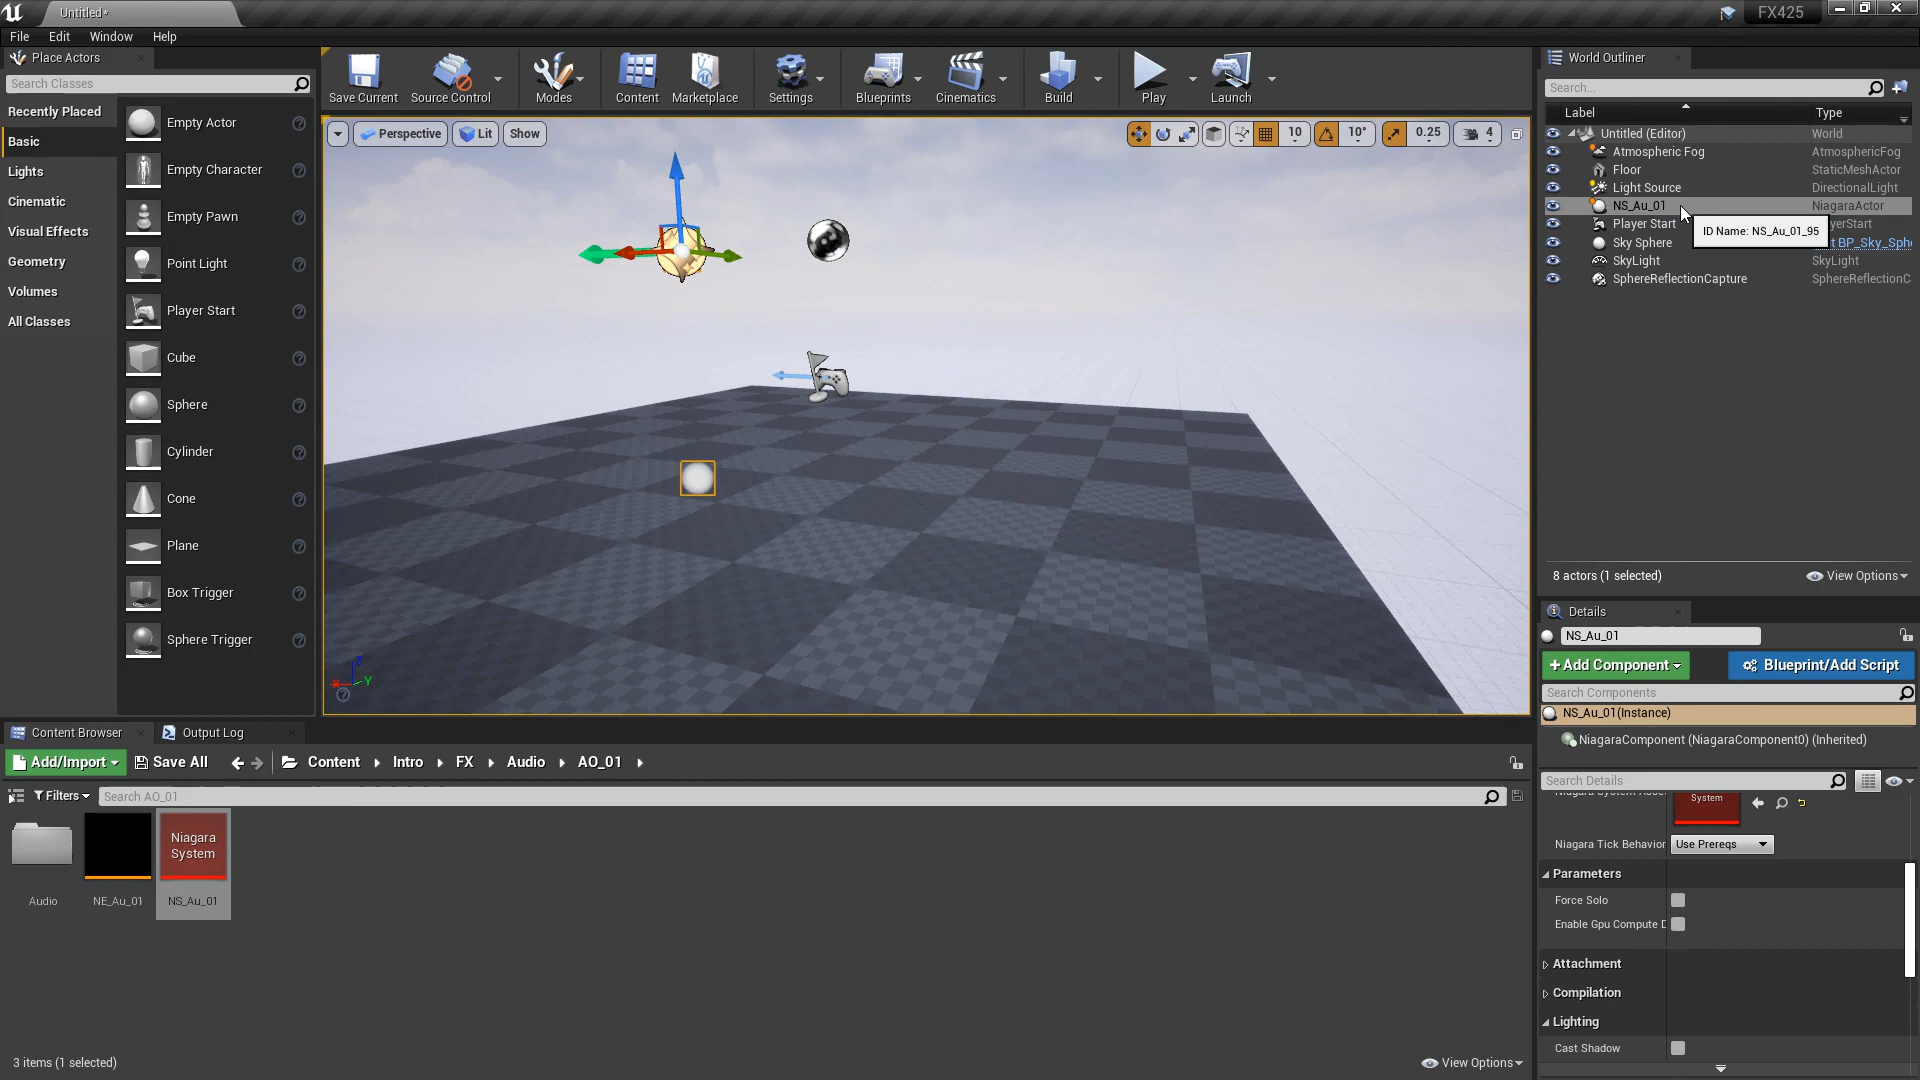 Untitled*
FX425
File Edit Window Help
Place Actors
Search Classes
Recently Placed
Basic
Lights
Cinematic
Visual Effects
Geometry
Volumes
All Classes
Empty Actor
Empty Character
Empty Pawn
Point Light
Player Start
Cube
Sphere
Cylinder
Cone
Plane
Box Trigger
Sphere Trigger
Save Current
Source Control
Modes
Content
Marketplace
Settings
Blueprints
Cinematics
Build
Play
Launch
Perspective
Lit
Show
10
10°
0.25
4
Z
X
Y
World Outliner
Search...
Label Type
Untitled (Editor) World
Atmospheric Fog AtmosphericFog
Floor StaticMeshActor
Light Source DirectionalLight
NS_Au_01 NiagaraActor
Player Start yerStart
ID Name: NS_Au_01_95
Sky Sphere t BP_Sky_Sph
SkyLight SkyLight
SphereReflectionCapture SphereReflectionC
8 actors (1 selected)
View Options
Details
NS_Au_01
+Add Component
Blueprint/Add Script
Search Components
NS_Au_01(Instance)
NiagaraComponent (NiagaraComponent0) (Inherited)
Search Details
System
Niagara Tick Behavior Use Prereqs
Parameters
Force Solo
Enable Gpu Compute D
Attachment
Compilation
Lighting
Cast Shadow
Content Browser
Output Log
Add/Import
Save All
Content Intro FX Audio AO_01
Filters
Search AO_01
Niagara
System
Audio
NE_Au_01
NS_Au_01
3 items (1 selected)
View Options